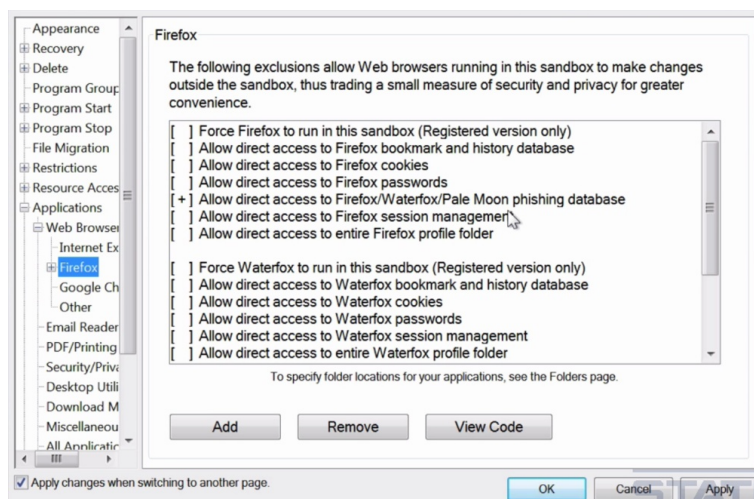 Appearance
Recovery
Delete
Program Group
Program Start
Program Stop
File Migration
Restrictions
Resource Acces
Applications
Web Browser
Internet Ex
Firefox
Google Ch
Other
Email Reader
PDF/Printing
Security/Priva
Desktop Utili
Download M
Miscellaneou
All Applicatic
Apply changes when switching to another page.
Firefox
The following exclusions allow Web browsers running in this sandbox to make changes
outside the sandbox, thus trading a small measure of security and privacy for greater
convenience.
[ ] Force Firefox to run in this sandbox (Registered version only)
[ ] Allow direct access to Firefox bookmark and history database
[ ] Allow direct access to Firefox cookies
[ ] Allow direct access to Firefox passwords
[+] Allow direct access to Firefox/Waterfox/Pale Moon phishing database
[ ] Allow direct access to Firefox session management
[ ] Allow direct access to entire Firefox profile folder
[ ] Force Waterfox to run in this sandbox (Registered version only)
[ ] Allow direct access to Waterfox bookmark and history database
[ ] Allow direct access to Waterfox cookies
[ ] Allow direct access to Waterfox passwords
[ ] Allow direct access to Waterfox session management
[ ] Allow direct access to entire Waterfox profile folder
To specify folder locations for your applications, see the Folders page.
Add Remove View Code
OK Cancel Apply